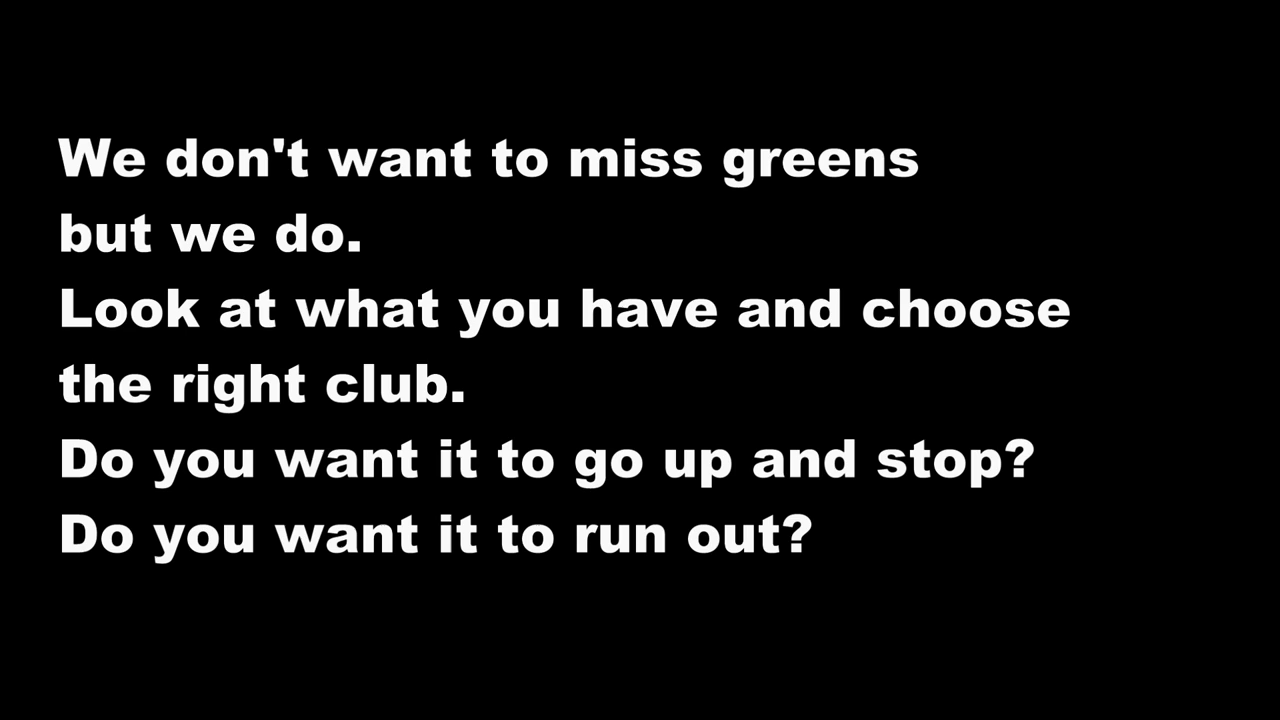 We don't want to miss greens
but we do.
Look at what you have and choose
the right club.
Do you want it to go up and stop?
Do you want it to run out?